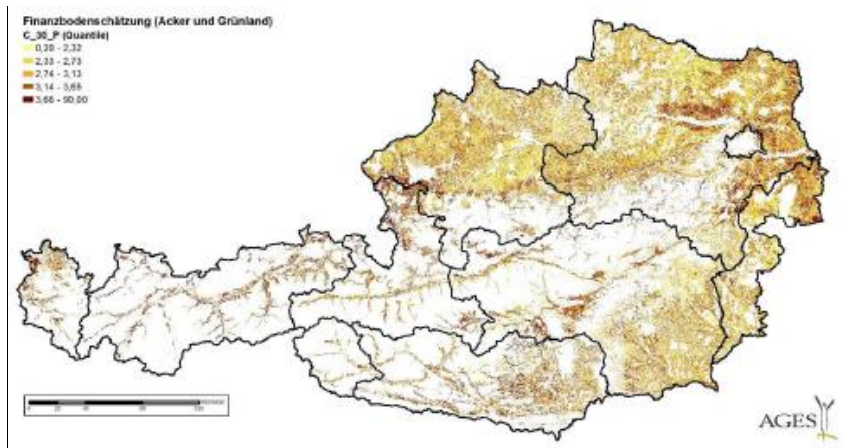 Finanzbodenschätzung (Acker und Grünland)
C_30_P (Quantile)
0,20 - 2,32
2,33 - 2,73
2,74 - 3,13
3,14 - 3,65
3,66 - 90,00
AGES